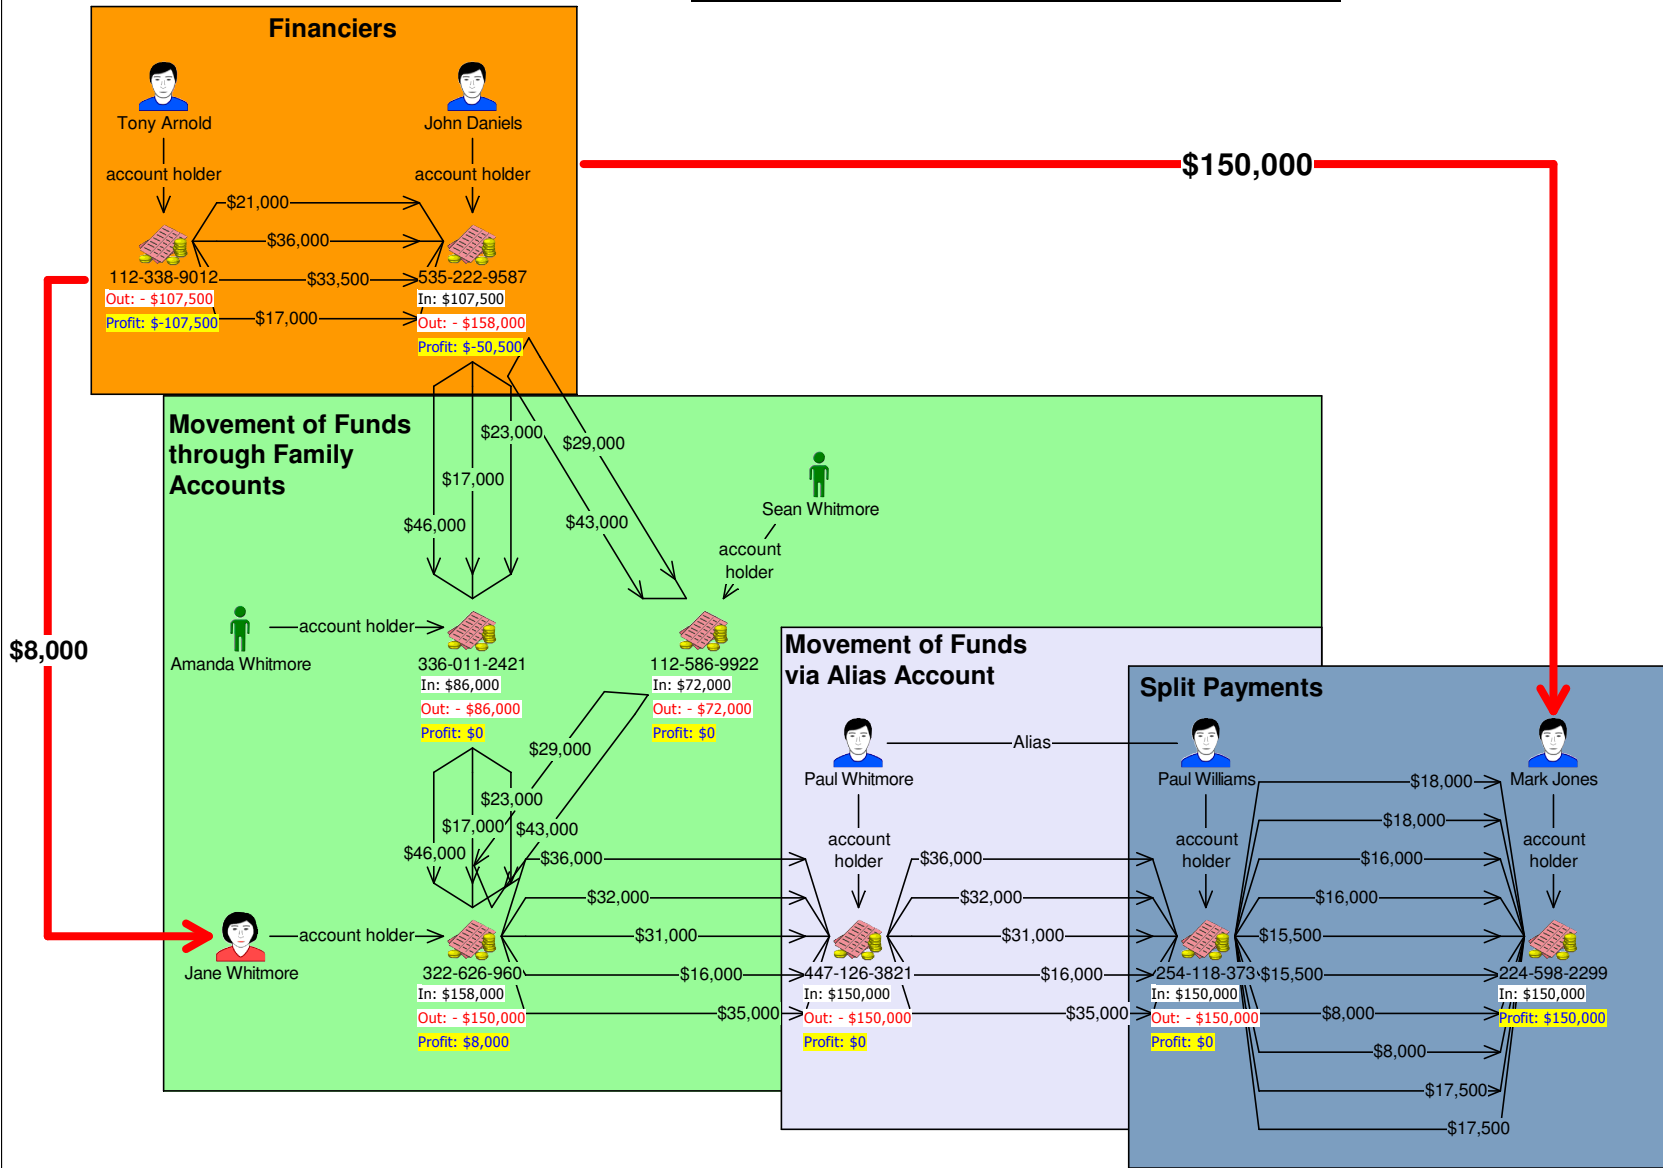 Financiers
Tony Arnold
John Daniels
account holder
account holder
$21,000
$36,000
$33,500
$17,000
112-338-9012
Out: - $107,500
Profit: $-107,500
535-222-9587
In: $107,500
Out: - $158,000
Profit: $-50,500
$150,000
$8,000
Movement of Funds
through Family
Accounts
$23,000
$17,000
$46,000
$29,000
$43,000
Sean Whitmore
account
holder
Amanda Whitmore
account holder
336-011-2421
In: $86,000
Out: - $86,000
Profit: $0
112-586-9922
In: $72,000
Out: - $72,000
Profit: $0
$29,000
$23,000
$17,000
$43,000
$46,000
Jane Whitmore
account holder
322-626-960
In: $158,000
Out: - $150,000
Profit: $8,000
$36,000
$32,000
$31,000
$16,000
$35,000
Movement of Funds
via Alias Account
Paul Whitmore
Alias
account
holder
447-126-3821
In: $150,000
Out: - $150,000
Profit: $0
$36,000
$32,000
$31,000
$16,000
$35,000
Split Payments
Paul Williams
account
holder
254-118-373
In: $150,000
Out: - $150,000
Profit: $0
$18,000
$18,000
$16,000
$16,000
$15,500
$15,500
$8,000
$8,000
$17,500
$17,500
Mark Jones
account
holder
224-598-2299
In: $150,000
Profit: $150,000